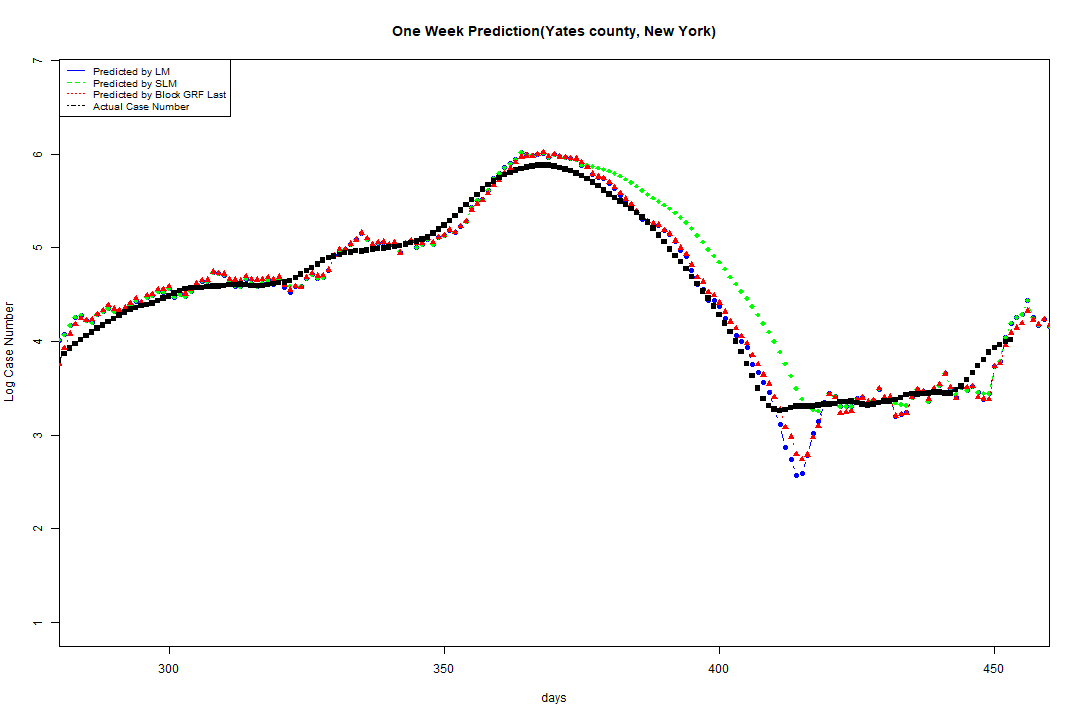 One Week Prediction(Yates county, New York)
Predicted by LM
Predicted by SLM
Predicted by Block GRF Last
Actual Case Number
7
6
5
4
3
2
1
Log Case Number
300 350 400 450
days